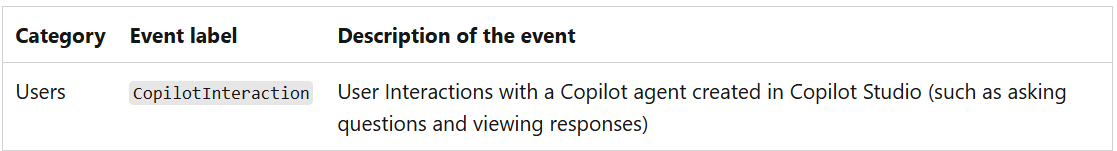 Category Event label Description of the event
Users CopilotInteraction User Interactions with a Copilot agent created in Copilot Studio (such as asking
questions and viewing responses)